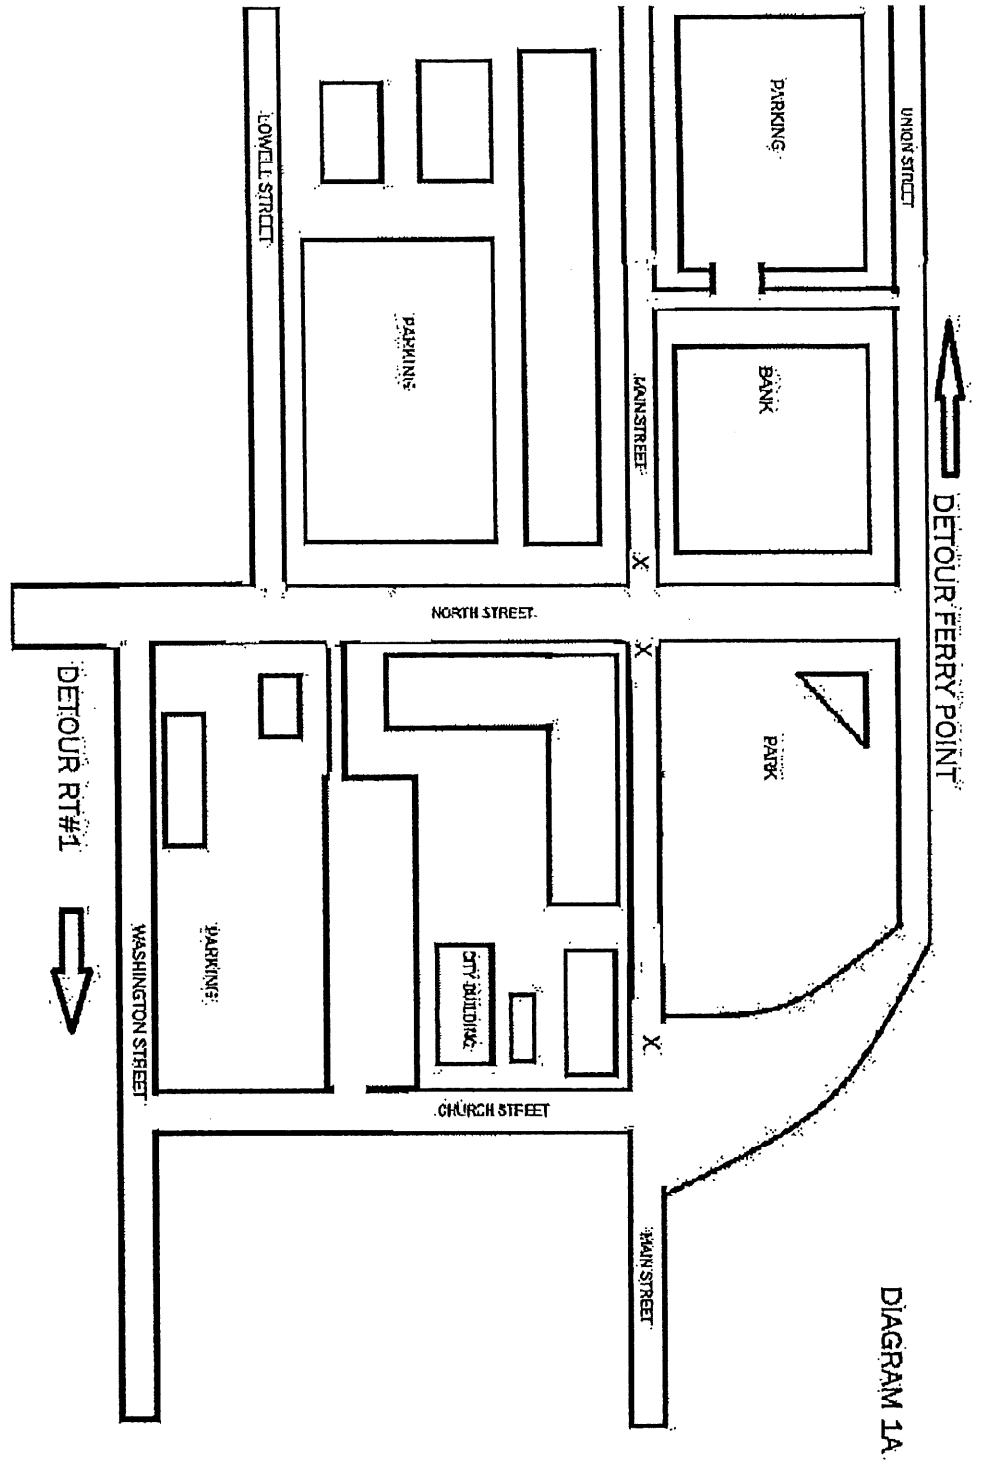 DIAGRAM 1A
UNION STREET
DETOUR FERRY POINT
PARKING
BANK
PARK
MAIN STREET
X
X
X
MAIN STREET
PARKING
NORTH STREET
CITY BUILDING
CHURCH STREET
LOWELL STREET
PARKING
WASHINGTON STREET
DETOUR RT#1